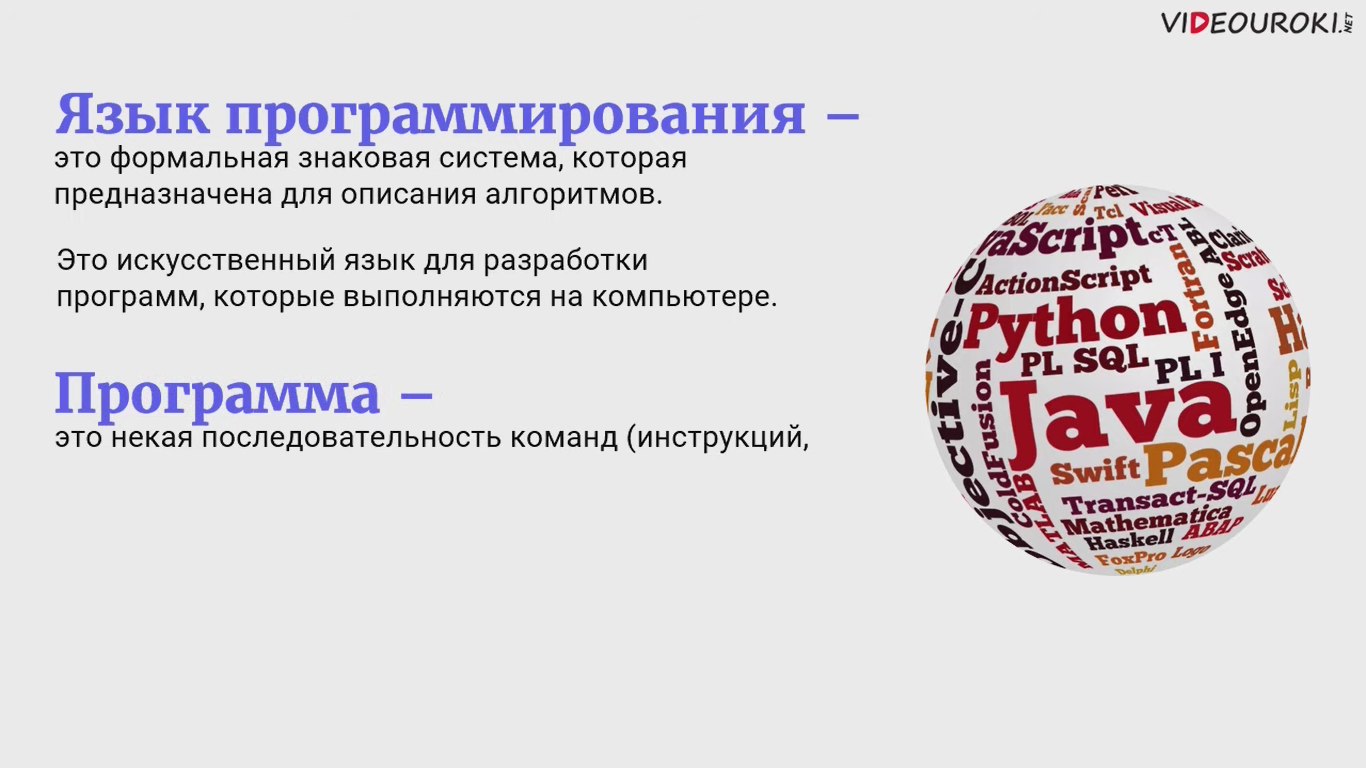 VIDEOUROKI.NET
Язык программирования –
это формальная знаковая система, которая
предназначена для описания алгоритмов.
Это искусственный язык для разработки
программ, которые выполняются на компьютере.
Программа –
это некая последовательность команд (инструкций,
Tcl
ActionScript
Python
Fortran
PL SQL
PL I
OpenEdge
Java
Lisp
ColdFusion
Swift
Transact-SQL
MATLAB
Mathematica
Haskell
ABAP
FoxPro
Logo
Delphi